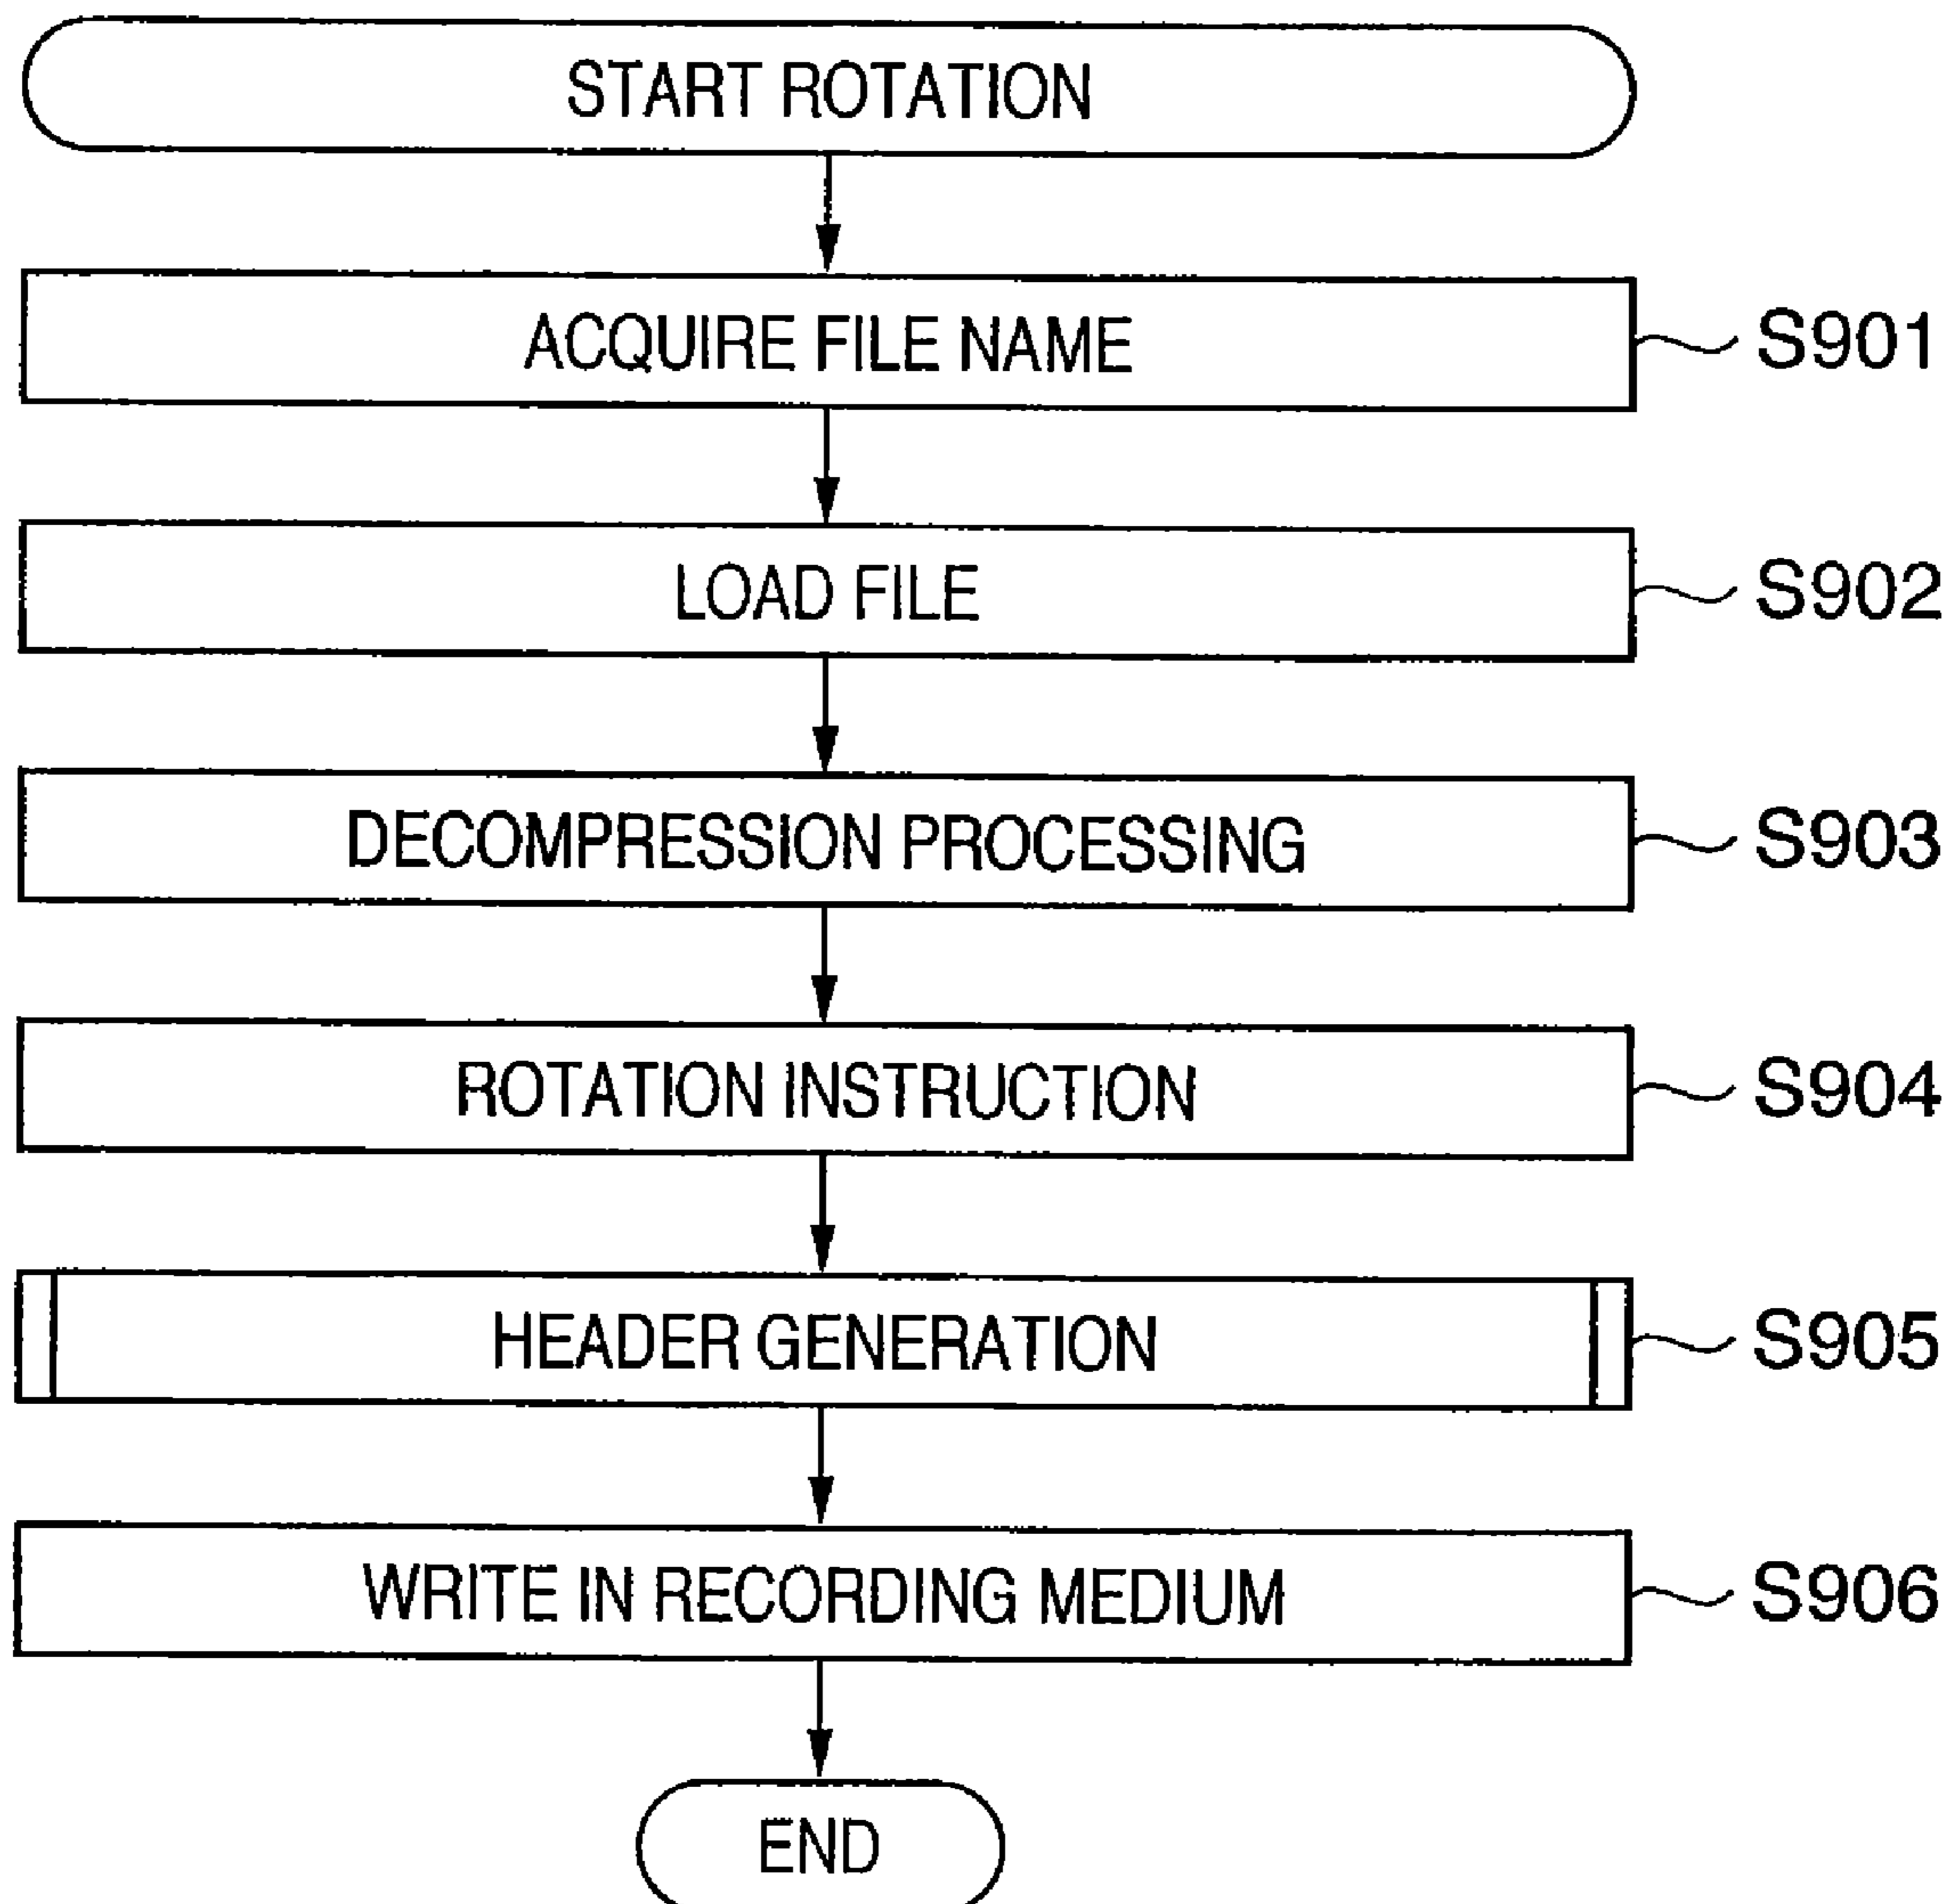 START ROTATION
ACQUIRE FILE NAME
S901
LOAD FILE
S902
DECOMPRESSION PROCESSING
S903
ROTATION INSTRUCTION
S904
HEADER GENERATION
S905
WRITE IN RECORDING MEDIUM
S906
END